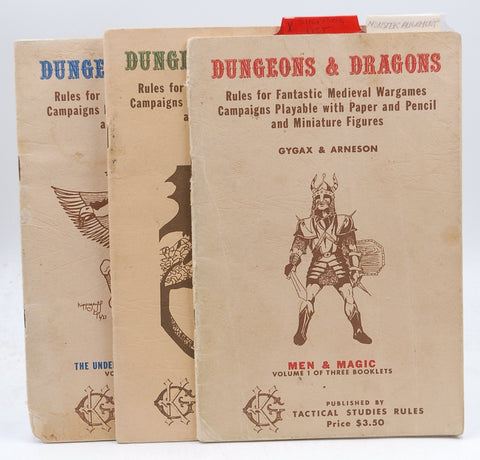 DUNGE
Rules for
Campaigns
a
THE UNDE
VO
DUNGE
Rules for
Campaigns
a
MONSTER
DUNGEONS & DRAGONS
Rules for Fantastic Medieval Wargames
Campaigns Playable with Paper and Pencil
and Miniature Figures
GYGAX & ARNESON
MEN & MAGIC
VOLUME 1 OF THREE BOOKLETS
PUBLISHED BY
TACTICAL STUDIES RULES
Price $3.50